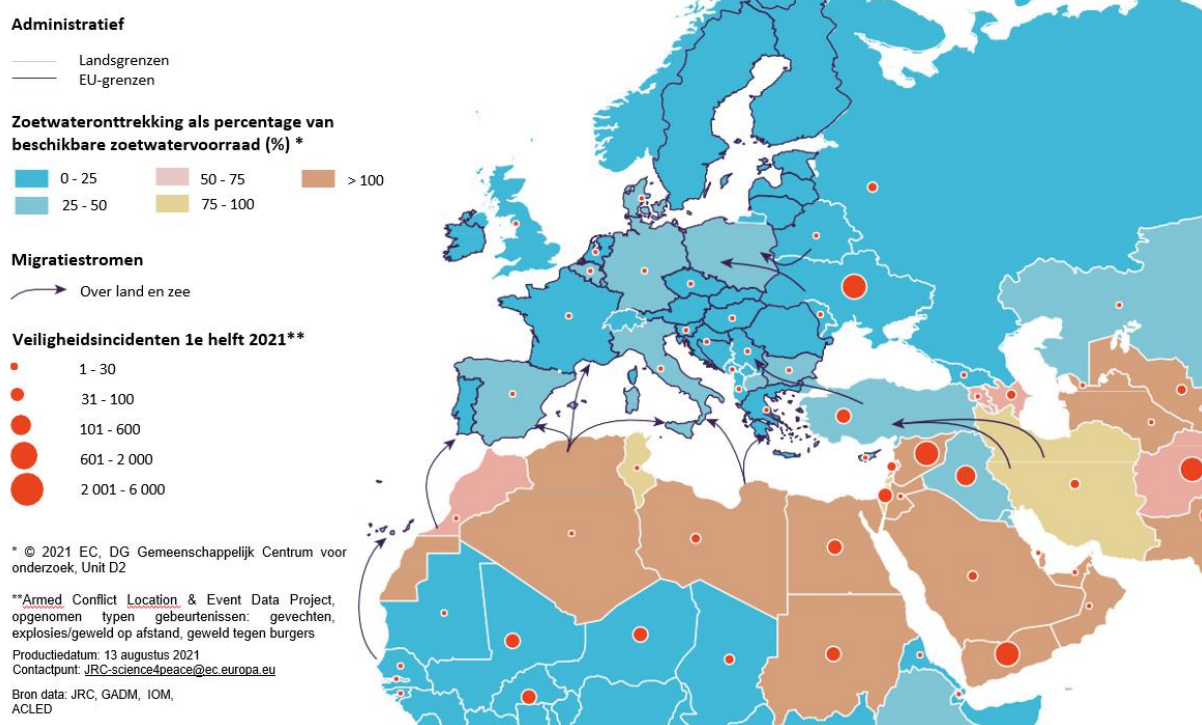 Administratief
Landsgrenzen
EU-grenzen
Zoetwateronttrekking als percentage van
beschikbare zoetwatervoorraad (%) *
0 - 25
50 - 75
> 100
25 - 50
75 - 100
Migratiestromen
Over land en zee
Veiligheidsincidenten 1e helft 2021**
1 - 30
31 - 100
101 - 600
601 - 2 000
2 001 - 6 000
* © 2021 EC, DG Gemeenschappelijk Centrum voor
onderzoek, Unit D2
**Armed Conflict Location & Event Data Project,
opgenomen typen gebeurtenissen: gevechten,
explosies/geweld op afstand, geweld tegen burgers
Productiedatum: 13 augustus 2021
Contactpunt: JRC-science4peace@ec.europa.eu
Bron data: JRC, GADM, IOM,
ACLED